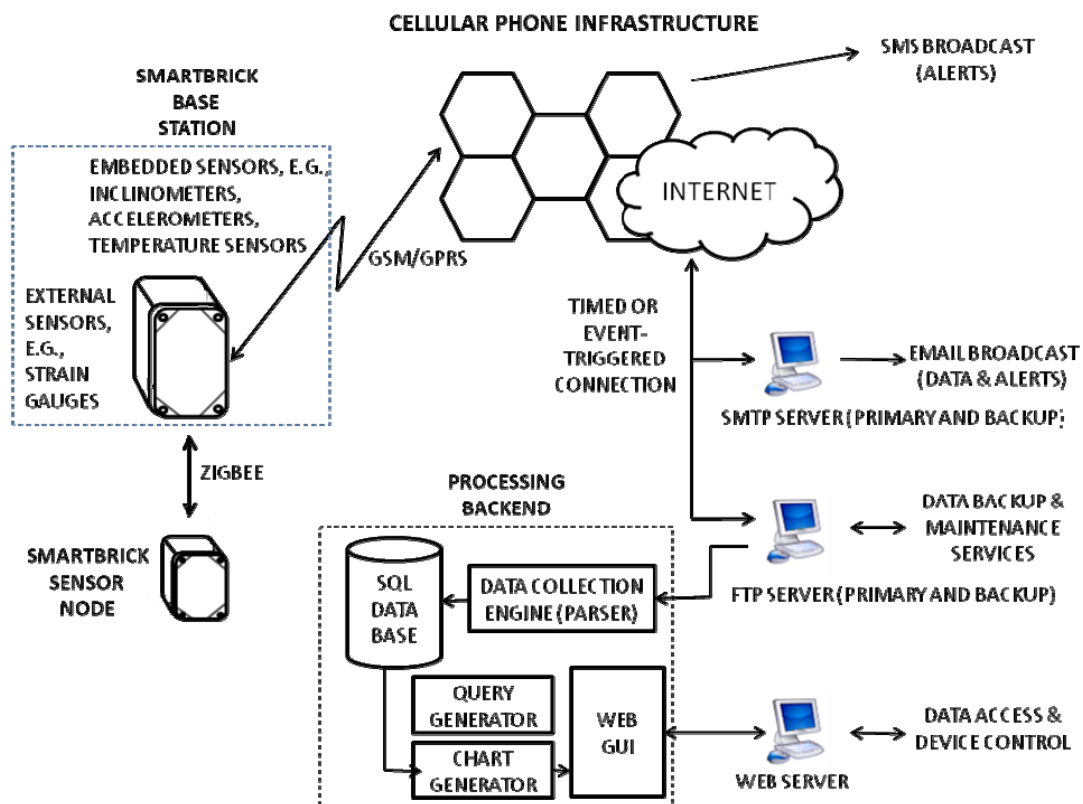 CELLULAR PHONE INFRASTRUCTURE
SMS BROADCAST
(ALERTS)
SMARTBRICK
BASE
STATION
EMBEDDED SENSORS, E.G.,
INCLINOMETERS,
ACCELEROMETERS,
TEMPERATURE SENSORS
INTERNET
GSM/GPRS
EXTERNAL
SENSORS,
E.G.,
STRAIN
GAUGES
TIMED OR
EVENT-
TRIGGERED
CONNECTION
EMAIL BROADCAST
(DATA & ALERTS)
SMTP SERVER (PRIMARY AND BACKUP)
ZIGBEE
PROCESSING
BACKEND
DATA BACKUP &
MAINTENANCE
SERVICES
SMARTBRICK
SENSOR
NODE
SQL
DATA
BASE
DATA COLLECTION
ENGINE (PARSER)
FTP SERVER (PRIMARY AND BACKUP)
QUERY
GENERATOR
CHART
GENERATOR
WEB
GUI
DATA ACCESS &
DEVICE CONTROL
WEB SERVER